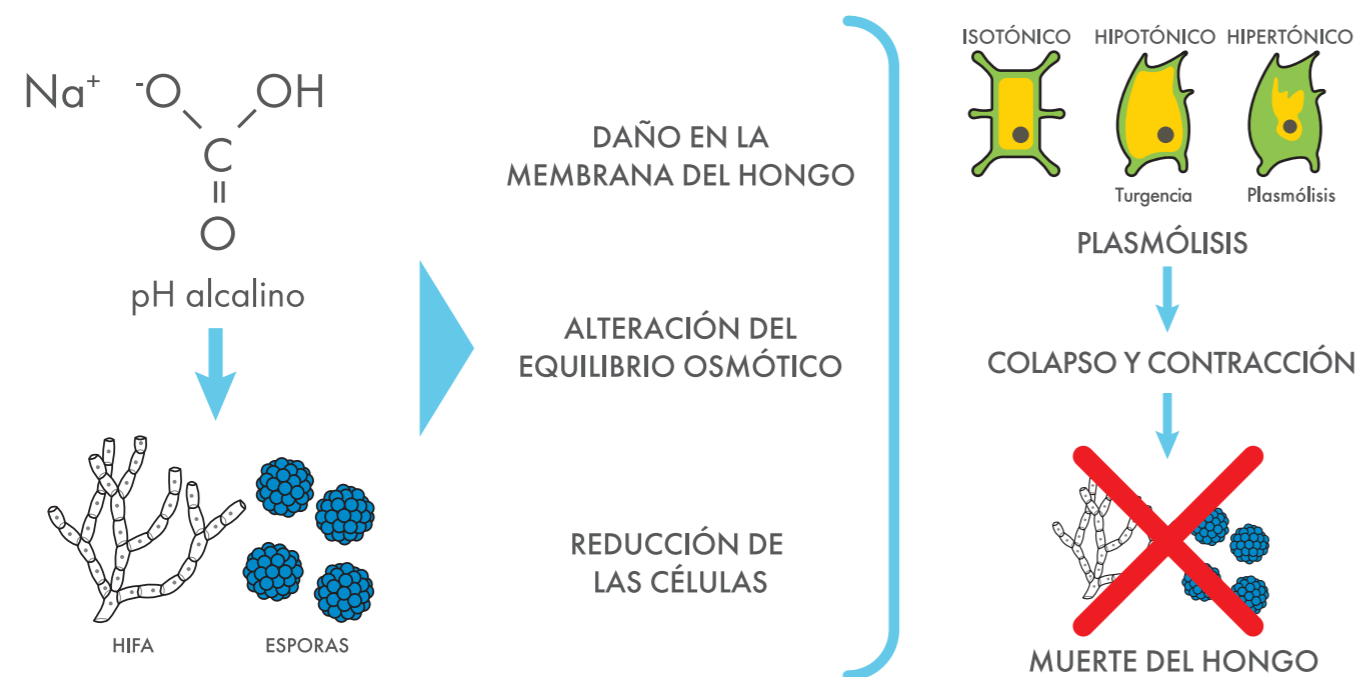 Na⁺ ⁻O OH
C
O
pH alcalino
HIFA ESPORAS
DAÑO EN LA
MEMBRANA DEL HONGO
ALTERACIÓN DEL
EQUILIBRIO OSMÓTICO
REDUCCIÓN DE
LAS CÉLULAS
ISOTÓNICO HIPOTÓNICO HIPERTÓNICO
Turgencia Plasmólisis
PLASMÓLISIS
COLAPSO Y CONTRACCIÓN
MUERTE DEL HONGO